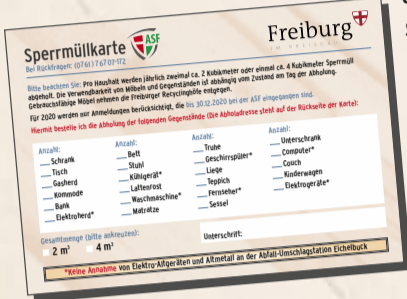 Sperrmüllkarte
ASF
Freiburg
IM BREISGAU
Bei Rückfragen: (0761) 76707-172
Bitte beachten Sie: Pro Haushalt werden jährlich zweimal ca. 2 Kubikmeter oder einmal ca. 4 Kubikmeter Sperrmüll
abgeholt. Die Verwendbarkeit von Möbeln und Gegenständen ist abhängig vom Zustand am Tag der Abholung.
Gebrauchsfähige Möbel nehmen die Freiburger Recyclinghöfe entgegen.
Für 2020 werden nur Anmeldungen berücksichtigt, die bis 30.12.2020 bei der ASF eingegangen sind.
Hiermit bestelle ich die Abholung der folgenden Gegenstände (Die Abholadresse steht auf der Rückseite der Karte):
Anzahl:
Schrank
Tisch
Gasherd
Kommode
Bank
Elektroherd*
Anzahl:
Bett
Stuhl
Kühlgerät*
Lattenrost
Waschmaschine*
Matratze
Anzahl:
Truhe
Geschirrspüler*
Liege
Teppich
Fernseher*
Sessel
Anzahl:
Unterschrank
Computer*
Couch
Kinderwagen
Elektrogeräte*
Gesamtmenge (bitte ankreuzen):
2 m³ 4 m³
Unterschrift:
*Keine Annahme von Elektro-Altgeräten und Altmetall an der Abfall-Umschlagstation Eichelbuck